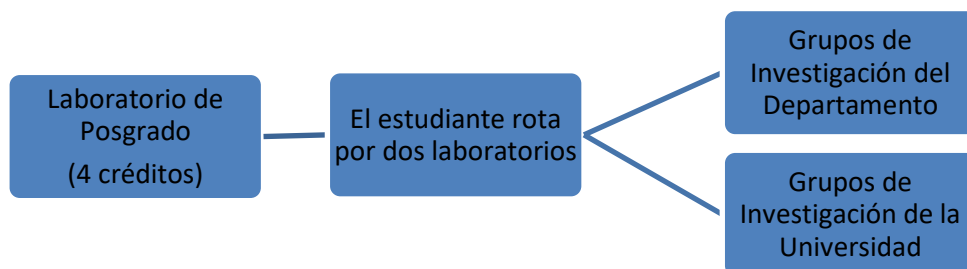 Laboratorio de
Posgrado
(4 créditos)
El estudiante rota
por dos laboratorios
Grupos de
Investigación del
Departamento
Grupos de
Investigación de la
Universidad